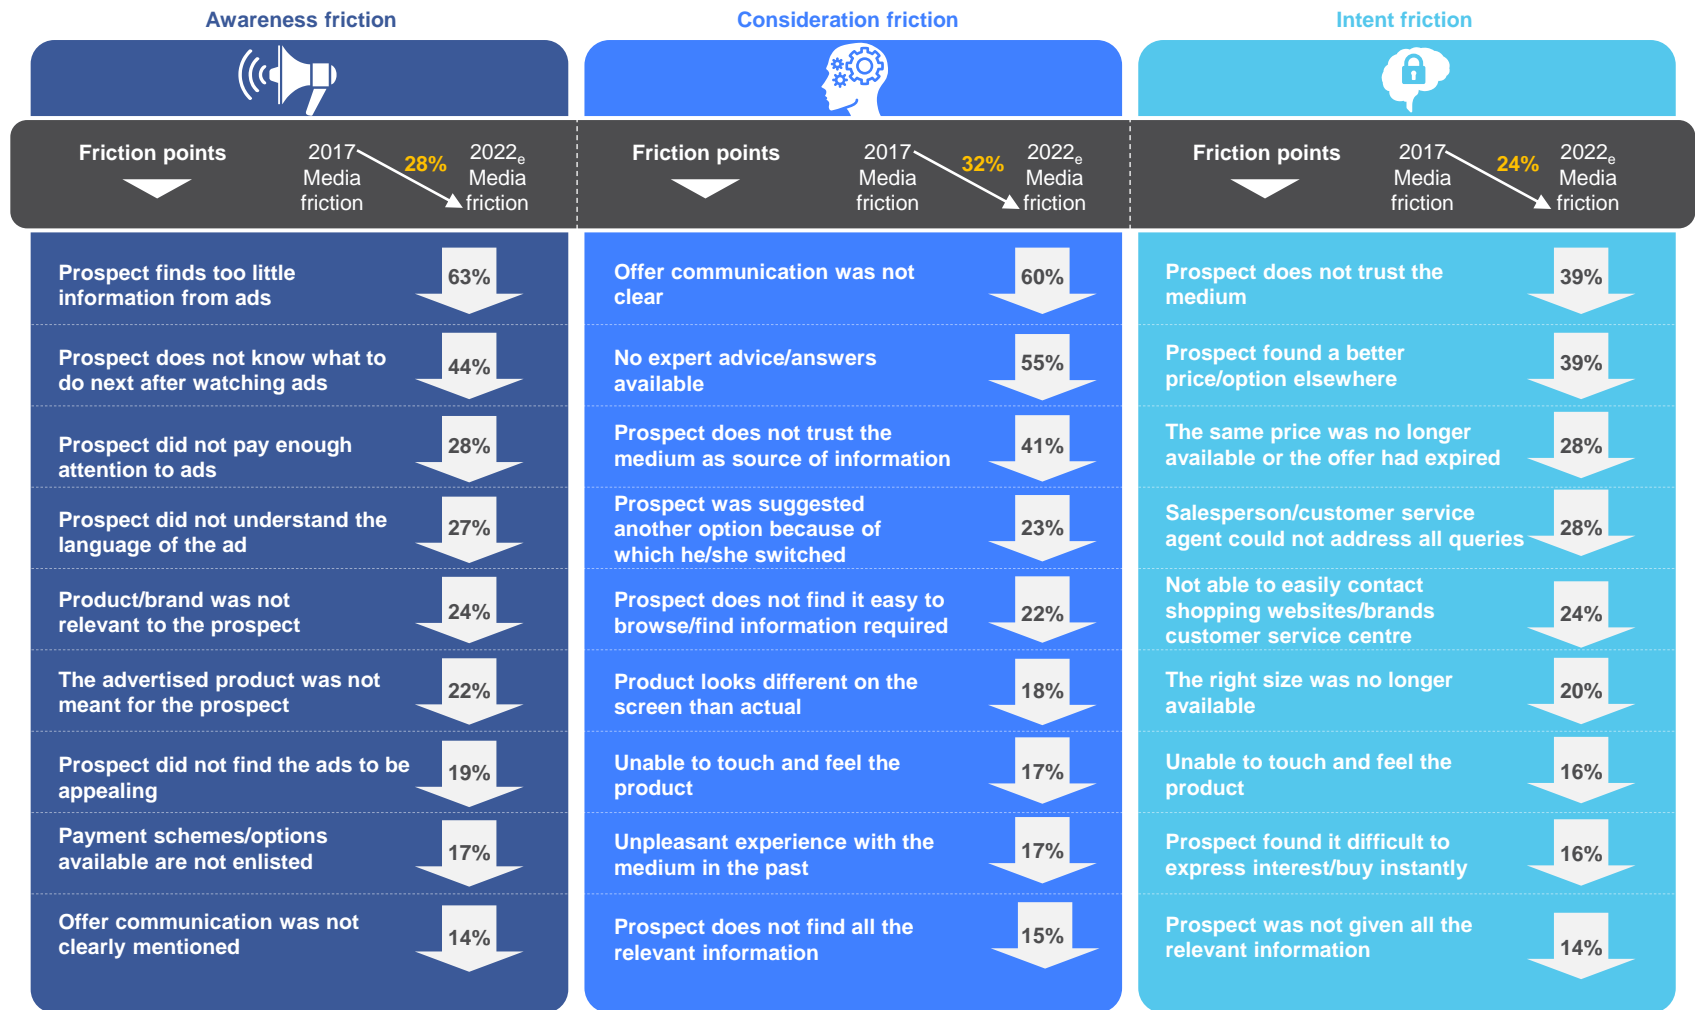 Awareness friction
Consideration friction
Intent friction
Friction points
2017
Media
friction
28%
2022e
Media
friction
Friction points
2017
Media
friction
32%
2022e
Media
friction
Friction points
2017
Media
friction
24%
2022e
Media
friction
Prospect finds too little
information from ads
63%
Prospect does not know what to
do next after watching ads
44%
Prospect did not pay enough
attention to ads
28%
Prospect did not understand the
language of the ad
27%
Product/brand was not
relevant to the prospect
24%
The advertised product was not
meant for the prospect
22%
Prospect did not find the ads to be
appealing
19%
Payment schemes/options
available are not enlisted
17%
Offer communication was not
clearly mentioned
14%
Offer communication was not
clear
60%
No expert advice/answers
available
55%
Prospect does not trust the
medium as source of information
41%
Prospect was suggested
another option because of
which he/she switched
23%
Prospect does not find it easy to
browse/find information required
22%
Product looks different on the
screen than actual
18%
Unable to touch and feel the
product
17%
Unpleasant experience with the
medium in the past
17%
Prospect does not find all the
relevant information
15%
Prospect does not trust the
medium
39%
Prospect found a better
price/option elsewhere
39%
The same price was no longer
available or the offer had expired
28%
Salesperson/customer service
agent could not address all queries
28%
Not able to easily contact
shopping websites/brands
customer service centre
24%
The right size was no longer
available
20%
Unable to touch and feel the
product
16%
Prospect found it difficult to
express interest/buy instantly
16%
Prospect was not given all the
relevant information
14%